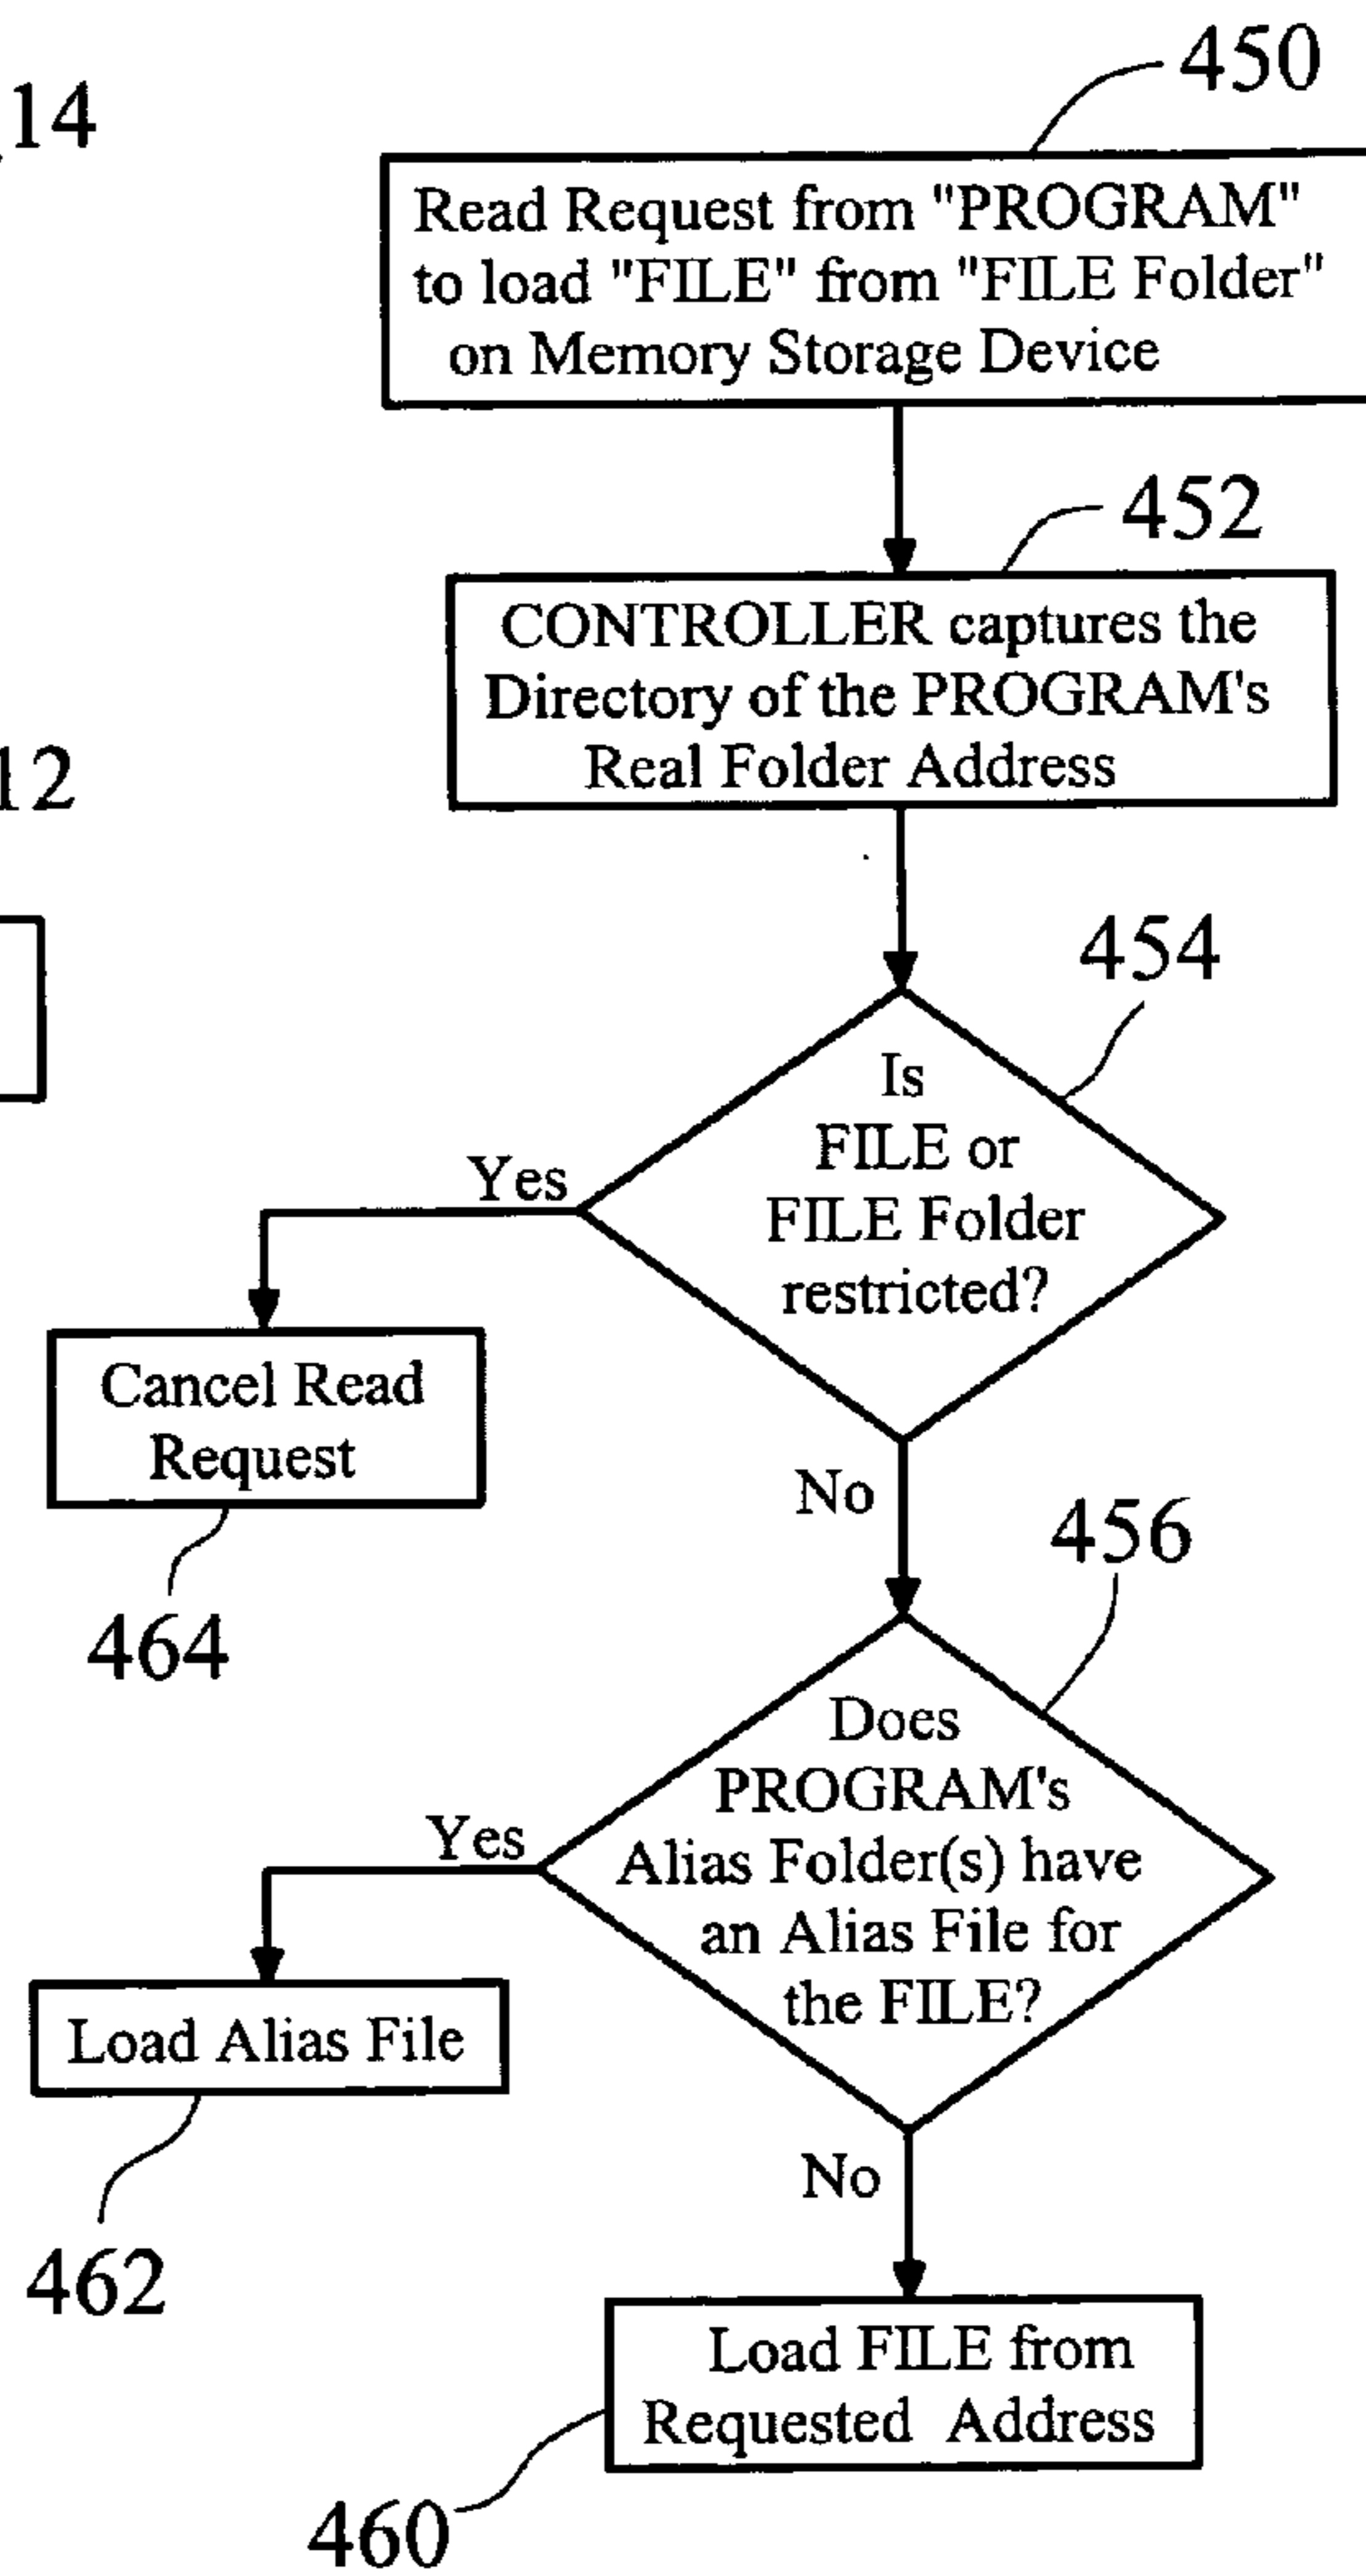 450
14
Read Request from "PROGRAM"
to load "FILE" from "FILE Folder"
on Memory Storage Device
452
CONTROLLER captures the
Directory of the PROGRAM's
Real Folder Address
12
454
Is
FILE or
FILE Folder
restricted?
Yes
Cancel Read
Request
464
No
456
Does
PROGRAM's
Alias Folder(s) have
an Alias File for
the FILE?
Yes
Load Alias File
462
No
Load FILE from
Requested Address
460